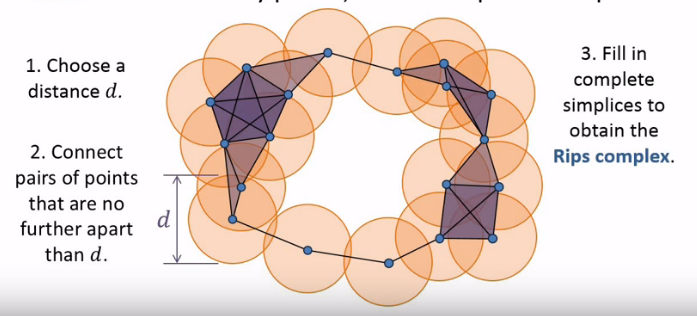 1. Choose a
distance d.
2. Connect
pairs of points
that are no
further apart
than d.
d
3. Fill in
complete
simplices to
obtain the
Rips complex.